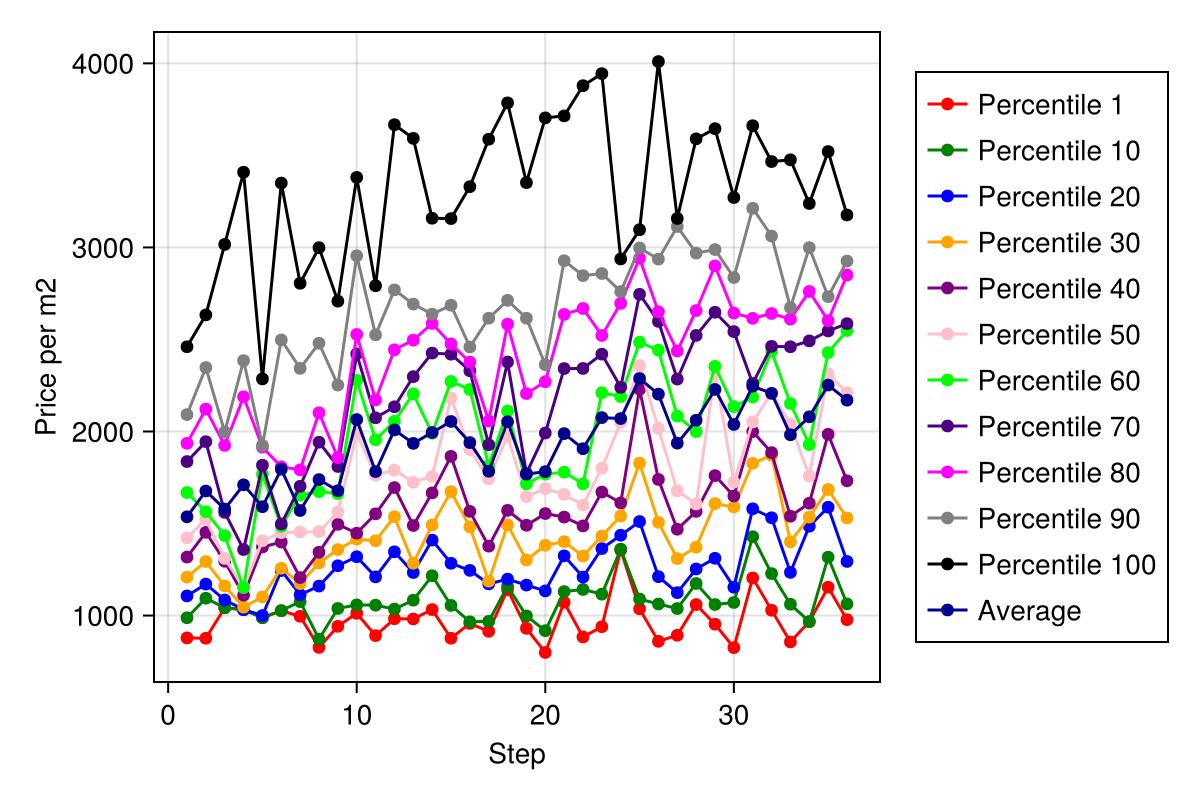 4000
3000
2000
1000
Price per m2
0 10 20 30
Step
Percentile 1
Percentile 10
Percentile 20
Percentile 30
Percentile 40
Percentile 50
Percentile 60
Percentile 70
Percentile 80
Percentile 90
Percentile 100
Average